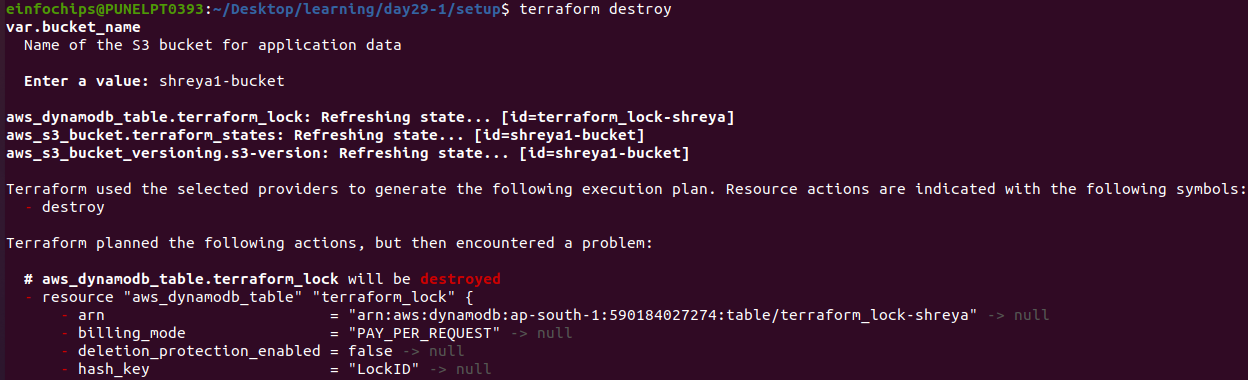 einfochips@PUNELPT0393:~/Desktop/learning/day29-1/setup$ terraform destroy
var.bucket_name
  Name of the S3 bucket for application data

  Enter a value: shreya1-bucket

aws_dynamodb_table.terraform_lock: Refreshing state... [id=terraform_lock-shreya]
aws_s3_bucket.terraform_states: Refreshing state... [id=shreya1-bucket]
aws_s3_bucket_versioning.s3-version: Refreshing state... [id=shreya1-bucket]

Terraform used the selected providers to generate the following execution plan. Resource actions are indicated with the following symbols:
  - destroy

Terraform planned the following actions, but then encountered a problem:

  # aws_dynamodb_table.terraform_lock will be destroyed
  - resource "aws_dynamodb_table" "terraform_lock" {
      - arn                         = "arn:aws:dynamodb:ap-south-1:590184027274:table/terraform_lock-shreya" -> null
      - billing_mode                = "PAY_PER_REQUEST" -> null
      - deletion_protection_enabled = false -> null
      - hash_key                    = "LockID" -> null